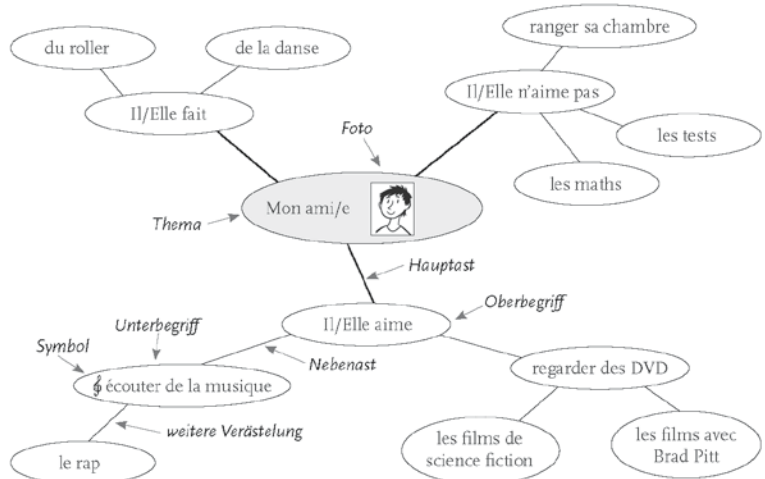 ranger sa chambre
du roller
de la danse
Il/Elle n'aime pas
Il/Elle fait
les tests
Foto
les maths
Mon ami/e
Thema
Hauptast
Oberbegriff
Il/Elle aime
Unterbegriff
Symbol
Nebenast
regarder des DVD
écouter de la musique
weitere Verästelung
les films de
science fiction
les films avec
Brad Pitt
le rap